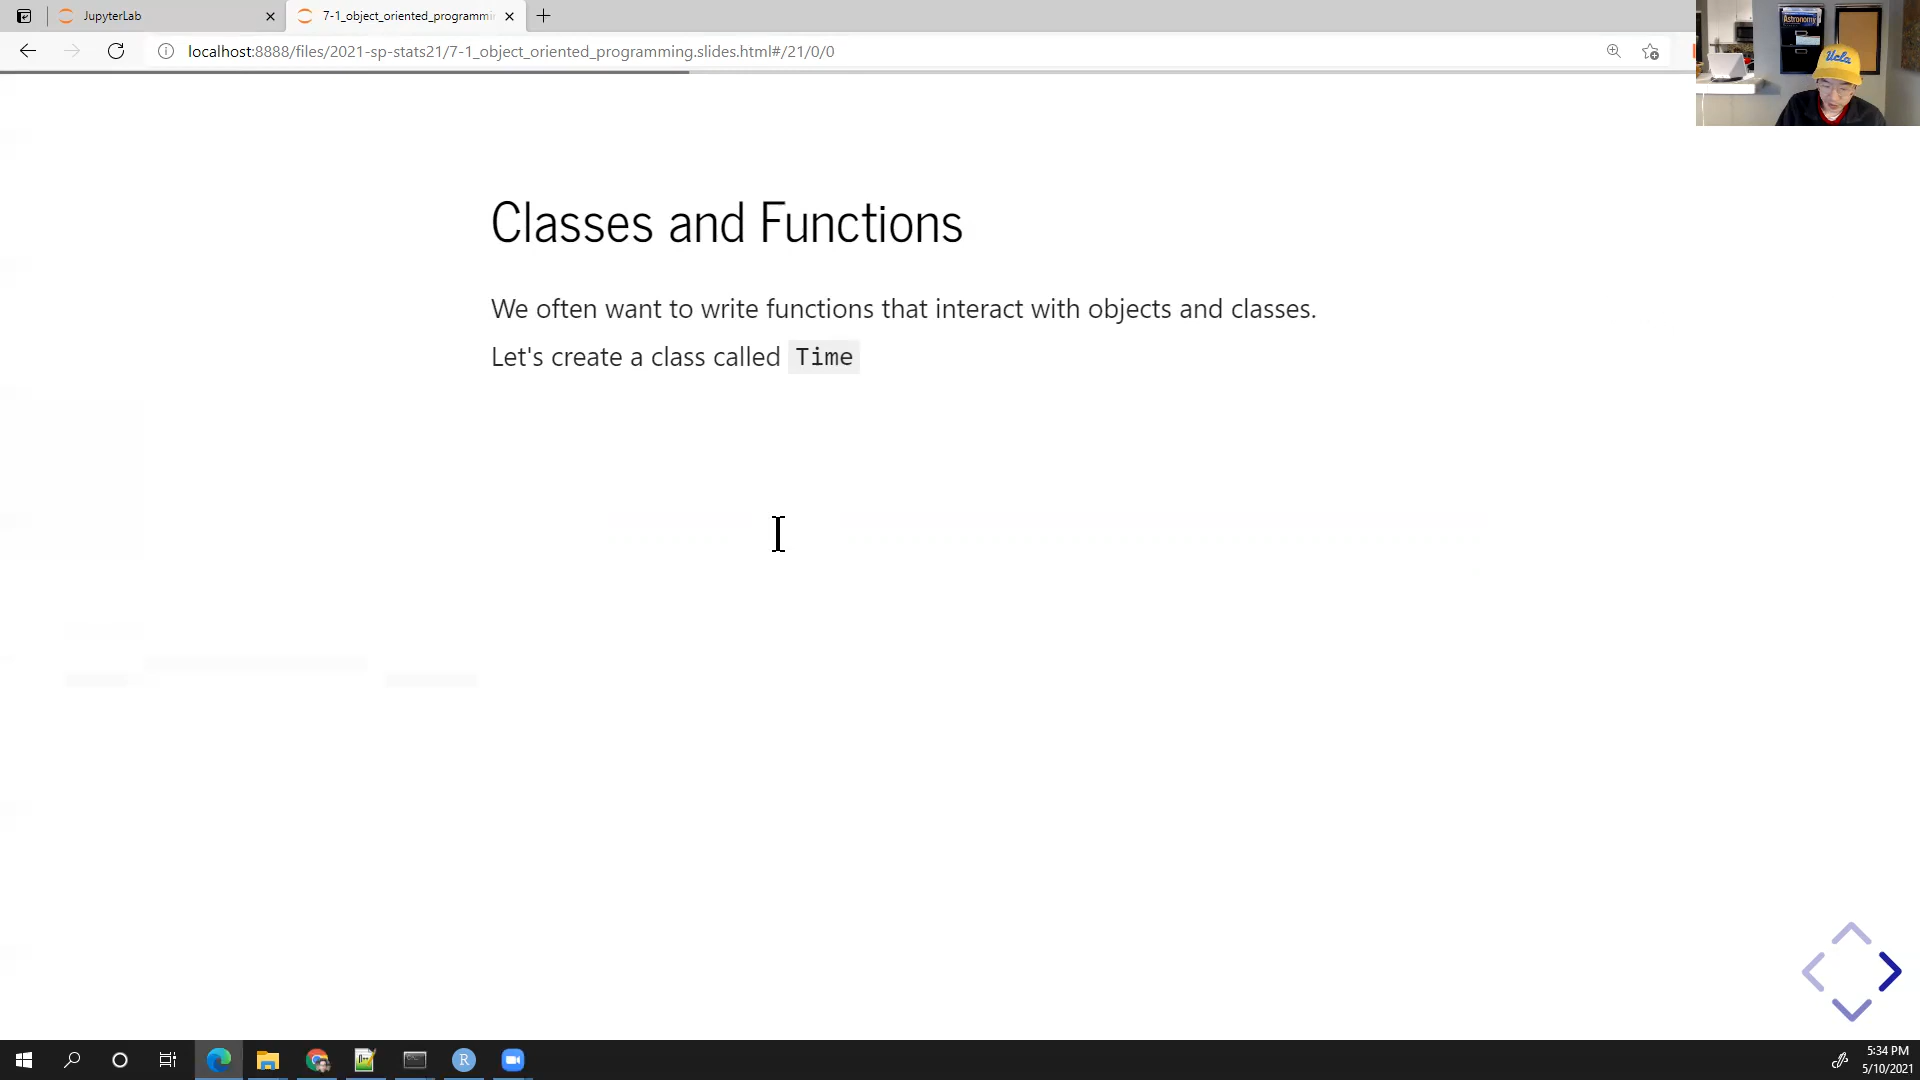 JupyterLab
7-1_object_oriented_programmin
localhost:8888/files/2021-sp-stats21/7-1_object_oriented_programming.slides.html#/21/0/0
Astronomy
Ucla
Classes and Functions
We often want to write functions that interact with objects and classes.
Let's create a class called Time
R
5:34 PM
5/10/2021